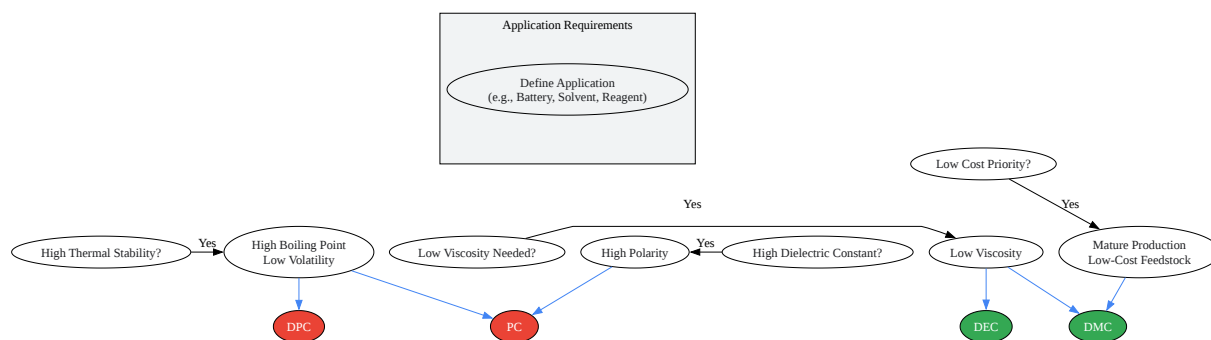 Application Requirements
Define Application
(e.g., Battery, Solvent, Reagent)
Low Cost Priority?
Yes
Yes
High Thermal Stability?
Yes
High Boiling Point
Low Volatility
Low Viscosity Needed?
High Polarity
Yes
High Dielectric Constant?
Low Viscosity
Mature Production
Low-Cost Feedstock
DPC
PC
DEC
DMC